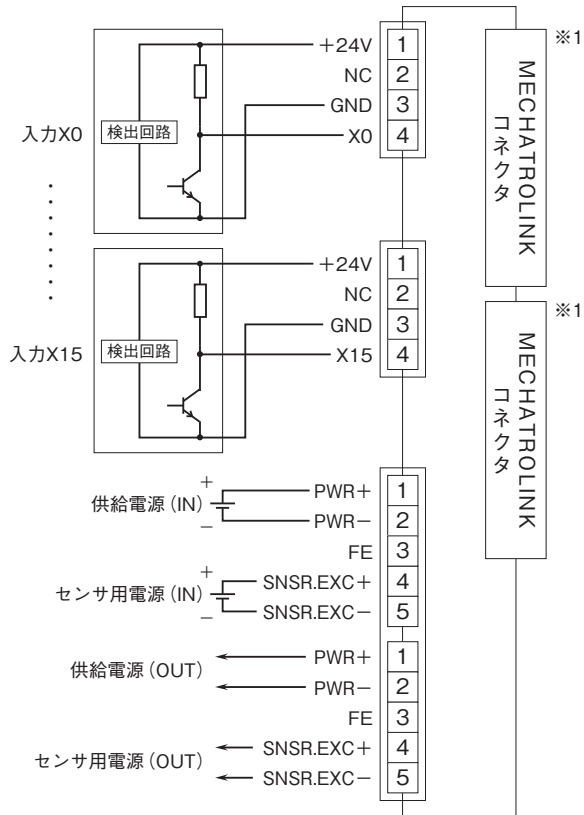 入力X0
検出回路
+24V 1
NC 2
GND 3
X0 4
入力X15
検出回路
+24V 1
NC 2
GND 3
X15 4
供給電源(IN)
+
−
PWR+ 1
PWR− 2
FE 3
センサ用電源(IN)
+
−
SNSR.EXC+ 4
SNSR.EXC− 5
供給電源(OUT)
PWR+ 1
PWR− 2
FE 3
センサ用電源(OUT)
SNSR.EXC+ 4
SNSR.EXC− 5
※1
MECHATROLINK
コネクタ
※1
MECHATROLINK
コネクタ